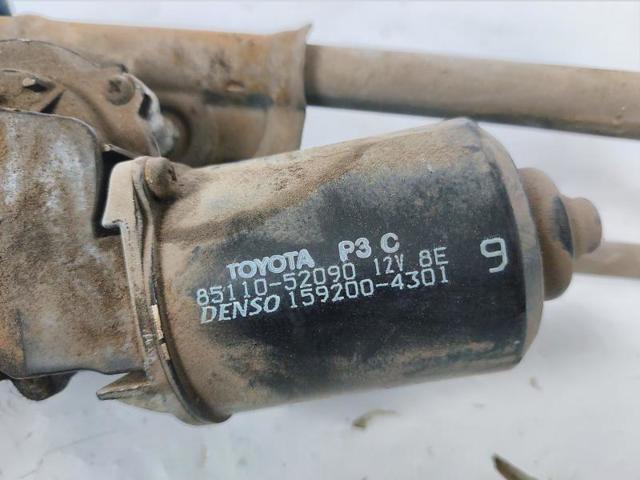 TOYOTA P3 C
85110-52090 12V 8E
DENSO 159200-4301
9